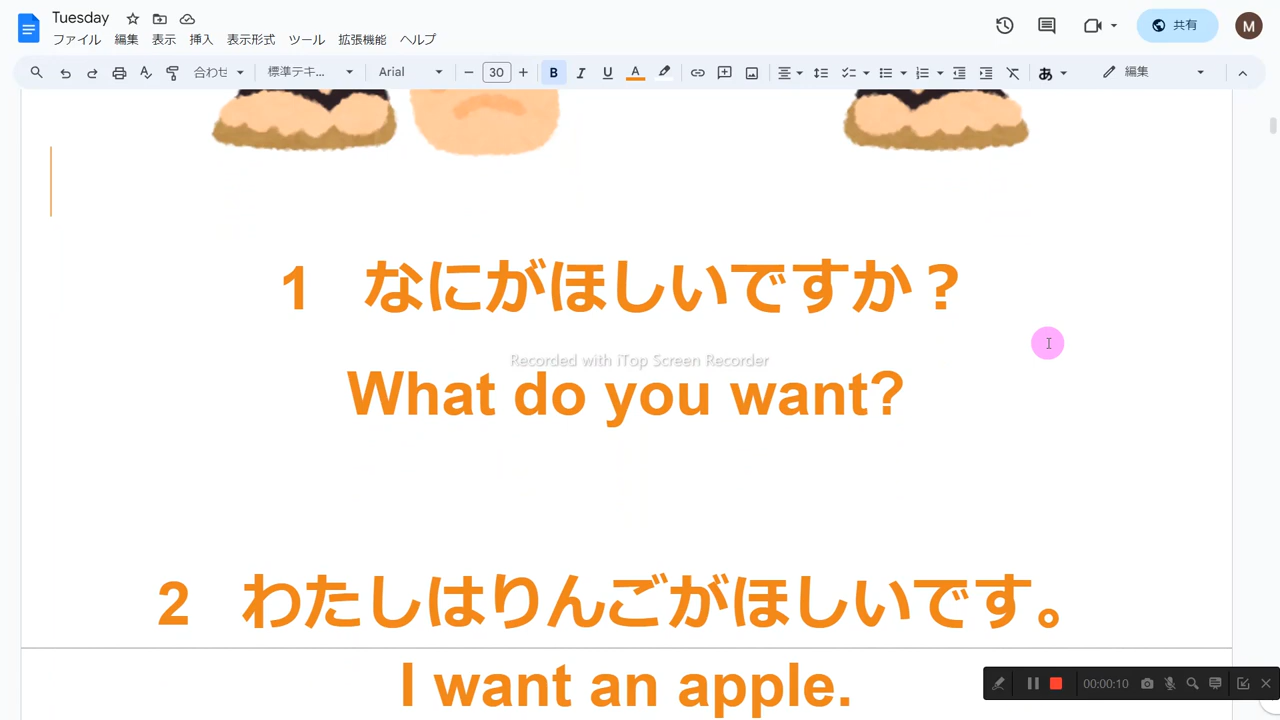 Tuesday
共有
M
ファイル 編集 表示 挿入 表示形式 ツール 拡張機能 ヘルプ
合わせ 標準テキ... Arial 30 B I U A あ 編集
1 なにがほしいですか？
Recorded with iTop Screen Recorder
What do you want?
2 わたしはりんごがほしいです。
I want an apple.
00:00:10